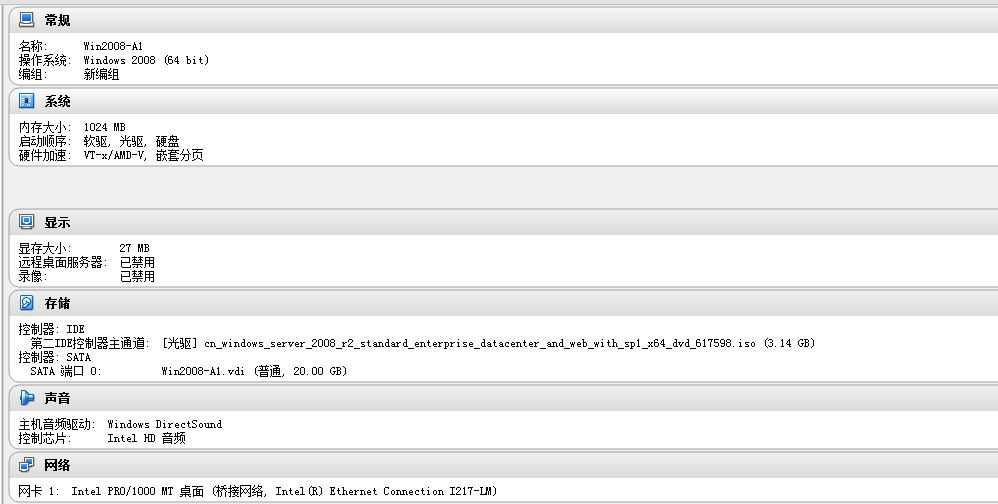 常规
名称: Win2008-A1
操作系统: Windows 2008 (64 bit)
编组: 新编组
系统
内存大小: 1024 MB
启动顺序: 软驱, 光驱, 硬盘
硬件加速: VT-x/AMD-V, 嵌套分页
显示
显存大小: 27 MB
远程桌面服务器: 已禁用
录像: 已禁用
存储
控制器: IDE
第二IDE控制器主通道: [光驱] cn_windows_server_2008_r2_standard_enterprise_datacenter_and_web_with_sp1_x64_dvd_617598.iso (3.14 GB)
控制器: SATA
SATA 端口 0: Win2008-A1.vdi (普通, 20.00 GB)
声音
主机音频驱动: Windows DirectSound
控制芯片: Intel HD 音频
网络
网卡 1: Intel PRO/1000 MT 桌面 (桥接网络, Intel(R) Ethernet Connection I217-LM)